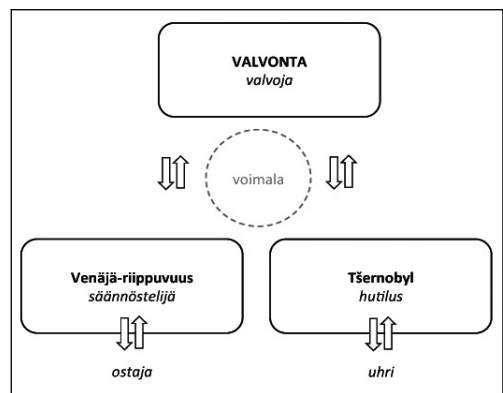 VALVONTA
valvoja
voimala
Venäjä-riippuvuus
säännöstelijä
Tšernobyl
hutilus
ostaja
uhri